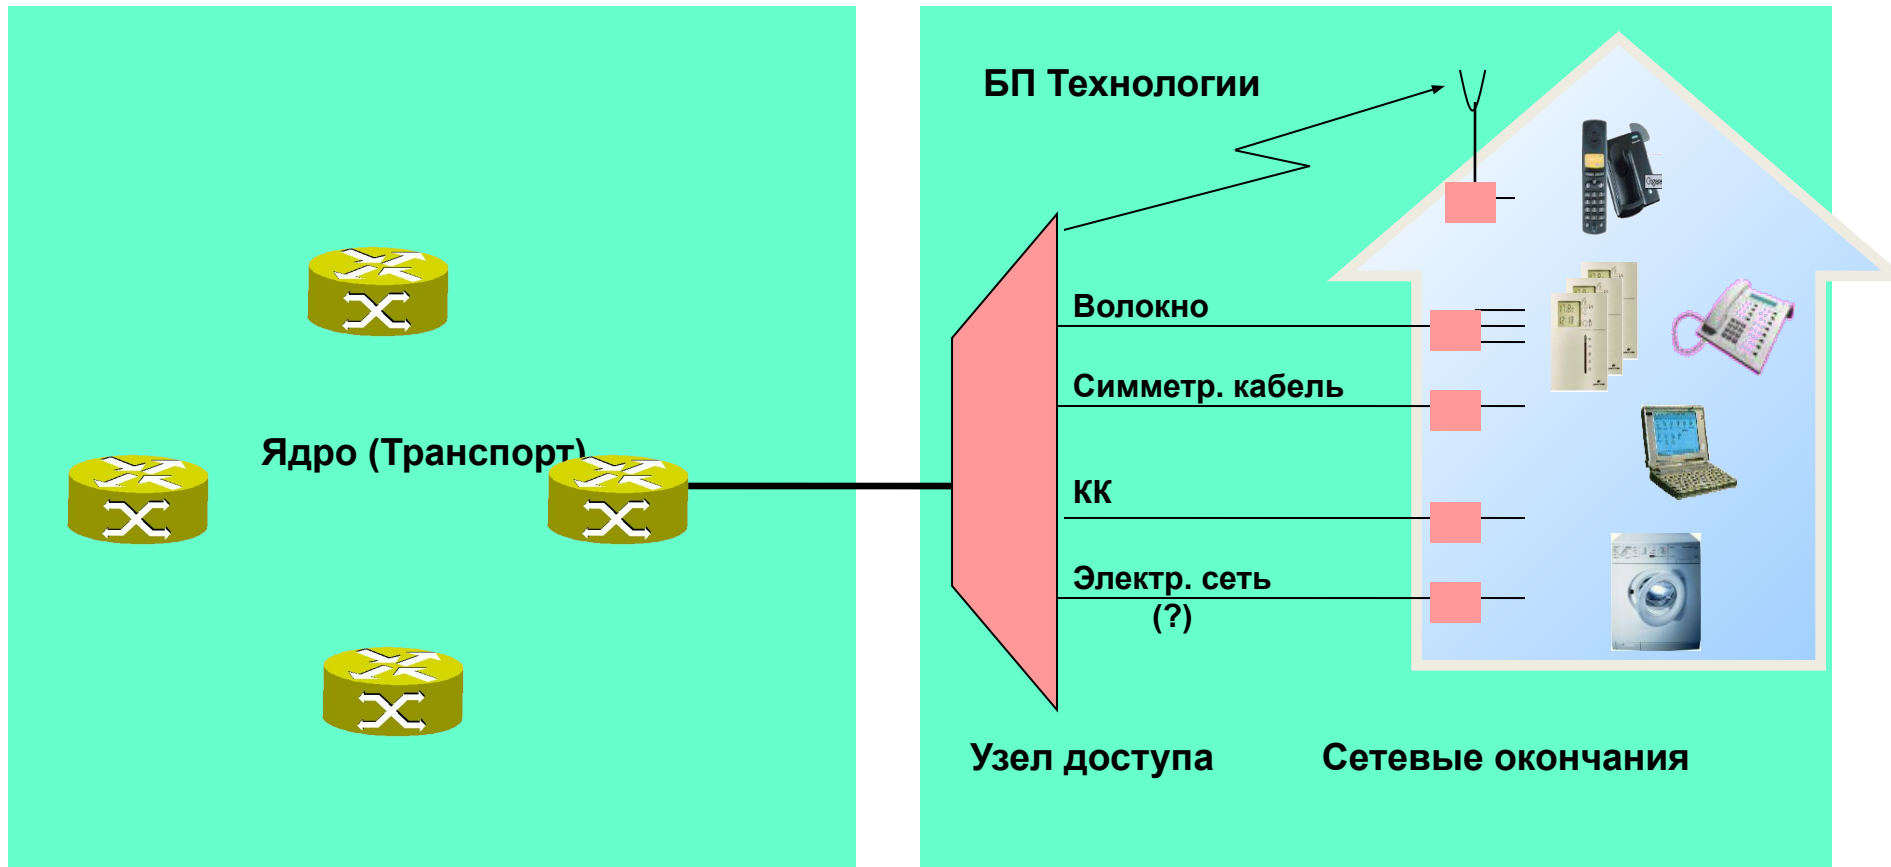 БП Технологии
Волокно
Симметр. кабель
Ядро (Транспорт)
КК
Электр. сеть
(?)
Узел доступа
Сетевые окончания